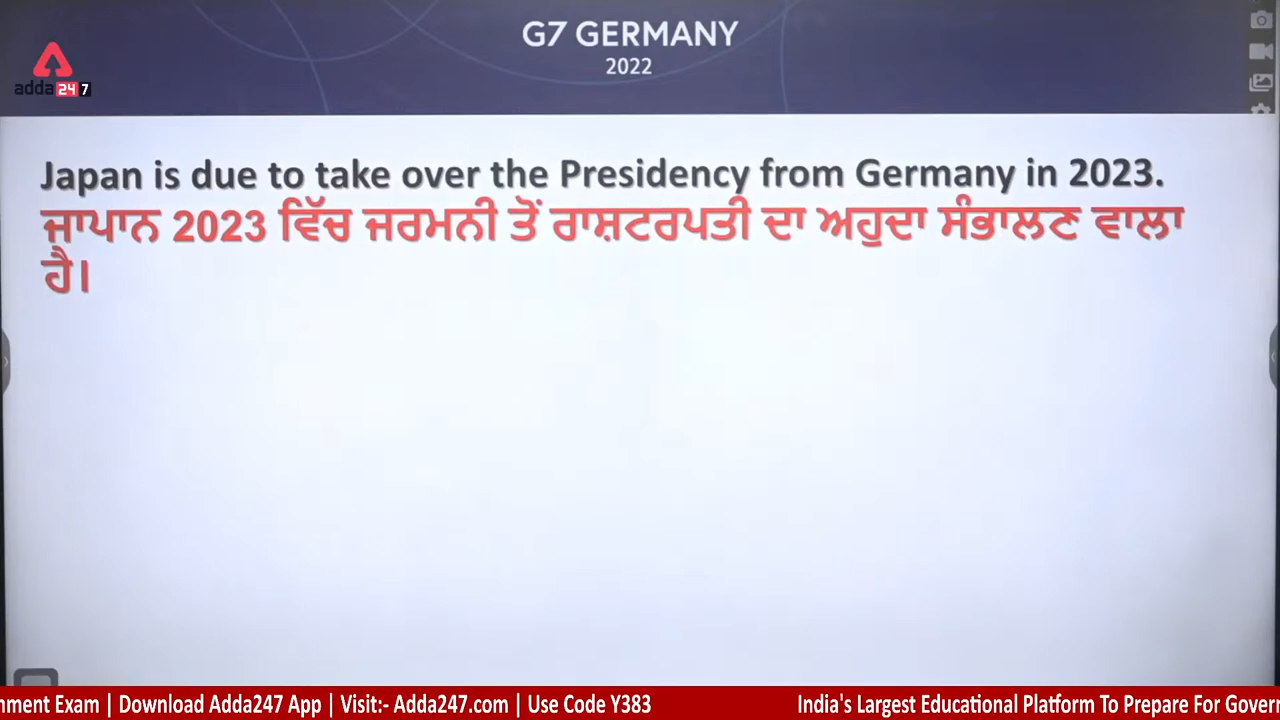 G7 GERMANY
2022
adda 24 7
Japan is due to take over the Presidency from Germany in 2023.
ਜਾਪਾਨ 2023 ਵਿੱਚ ਜਰਮਨੀ ਤੋਂ ਰਾਸ਼ਟਰਪਤੀ ਦਾ ਅਹੁਦਾ ਸੰਭਾਲਣ ਵਾਲਾ
ਹੈ।
nment Exam | Download Adda247 App | Visit:- Adda247.com | Use Code Y383 India's Largest Educational Platform To Prepare For Govern